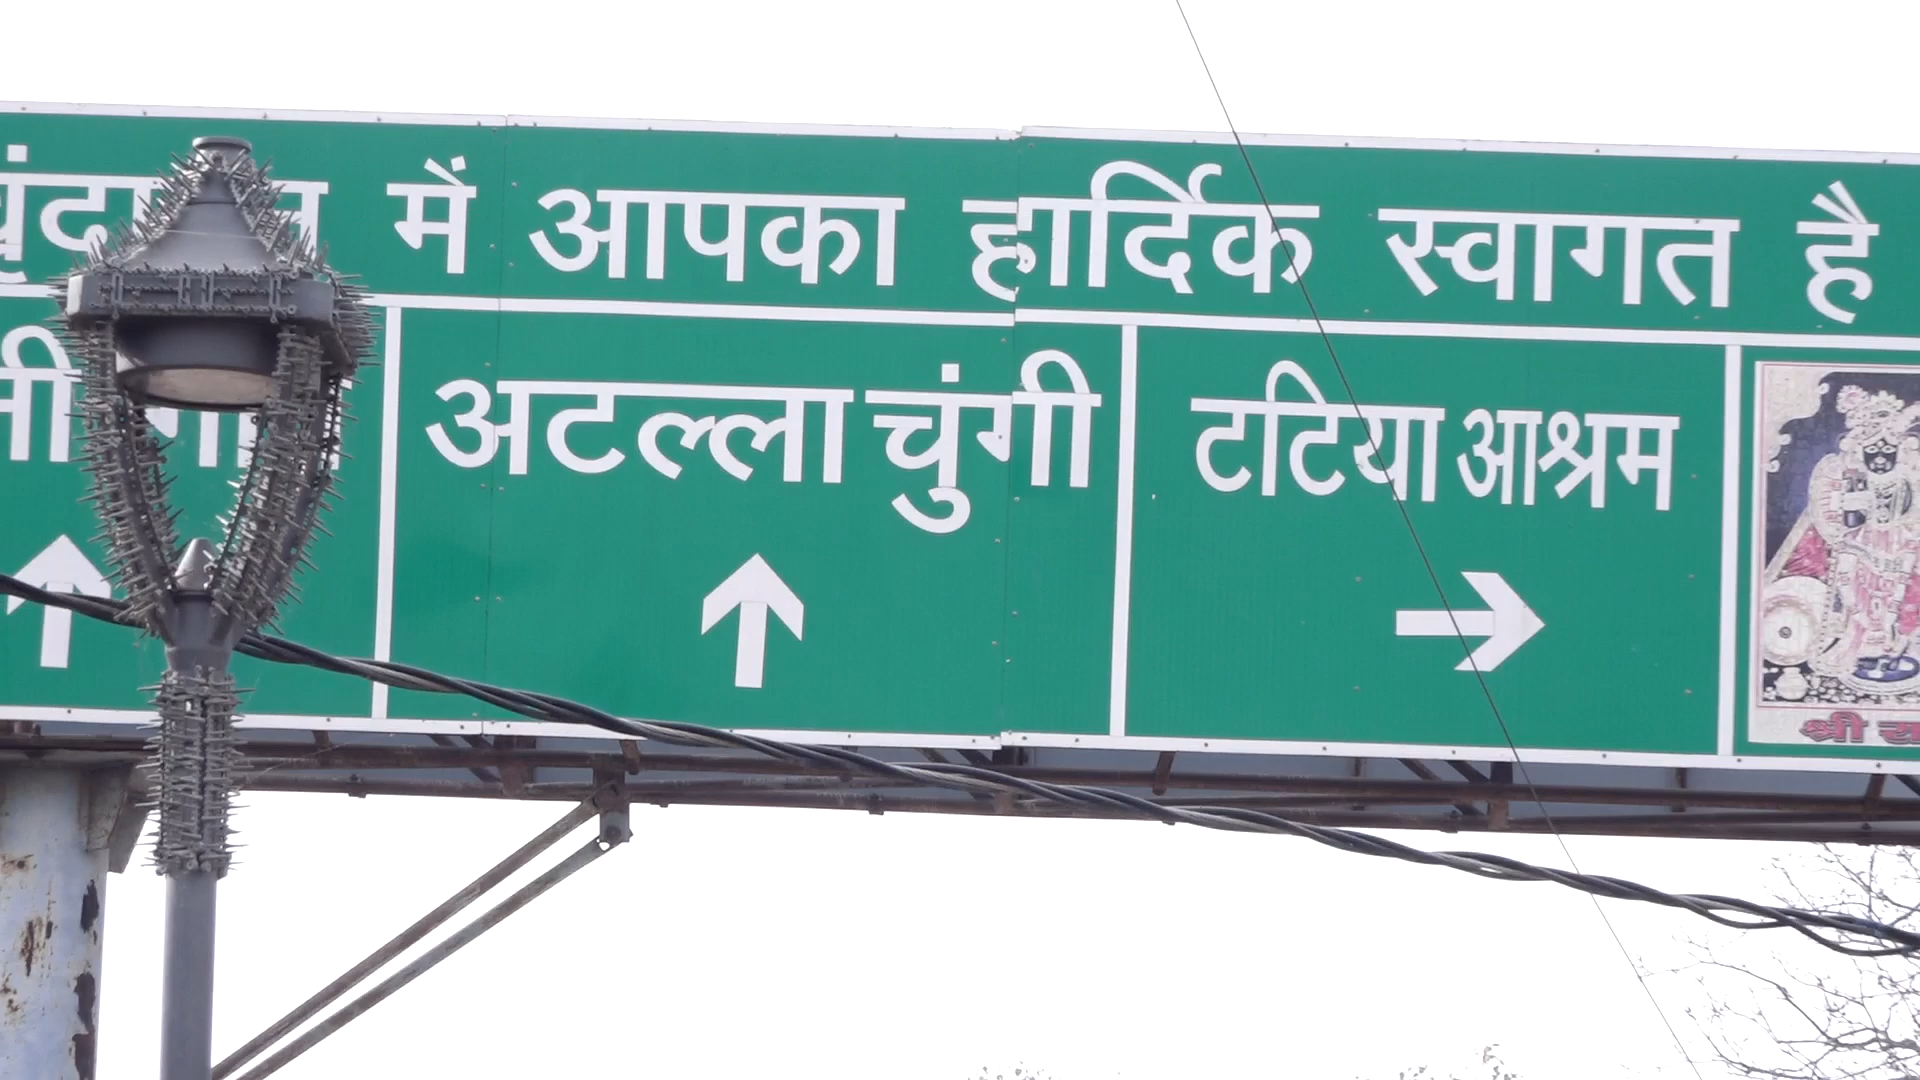 में आपका हार्दिक स्वागत है
अटल्ला चुंगी
टटिया आश्रम
श्री